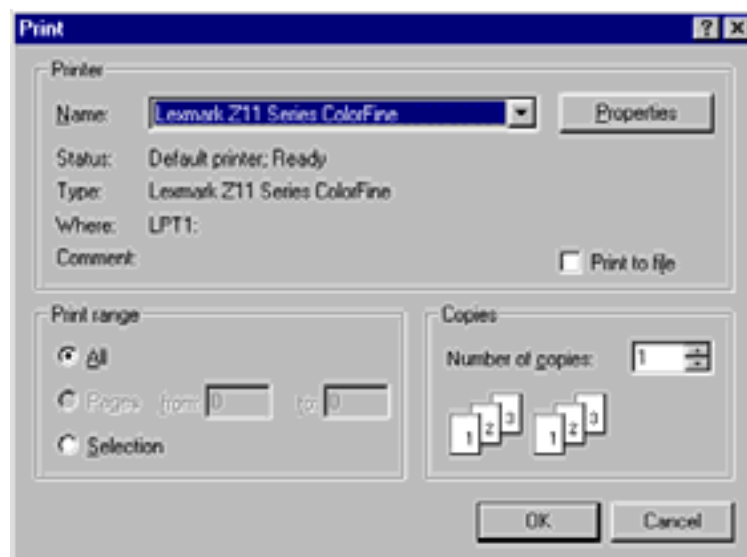 Print
Printer
Name: Lexmark Z11 Series ColorFine Properties
Status: Default printer; Ready
Type: Lexmark Z11 Series ColorFine
Where: LPT1:
Comment: Print to file
Print range
All
Pages from: 0 to: 0
Selection
Copies
Number of copies: 1
1 2 3 1 2 3
OK Cancel